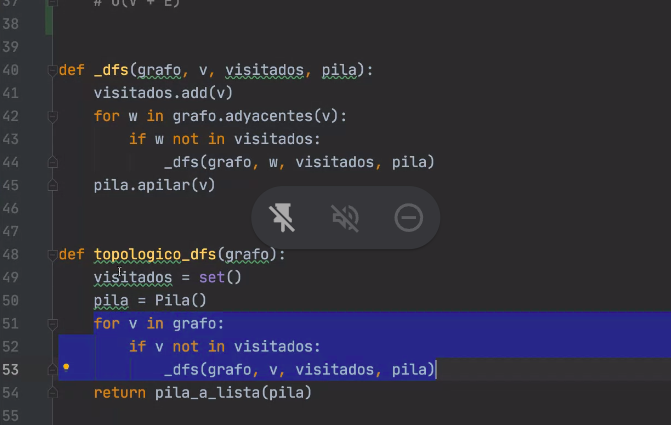 37 # O(V + E)
38
39
40 def _dfs(grafo, v, visitados, pila):
41 visitados.add(v)
42 for w in grafo.adyacentes(v):
43 if w not in visitados:
44 _dfs(grafo, w, visitados, pila)
45 pila.apilar(v)
46
47
48 def topologico_dfs(grafo):
49 visitados = set()
50 pila = Pila()
51 for v in grafo:
52 if v not in visitados:
53 _dfs(grafo, v, visitados, pila)
54 return pila_a_lista(pila)
55